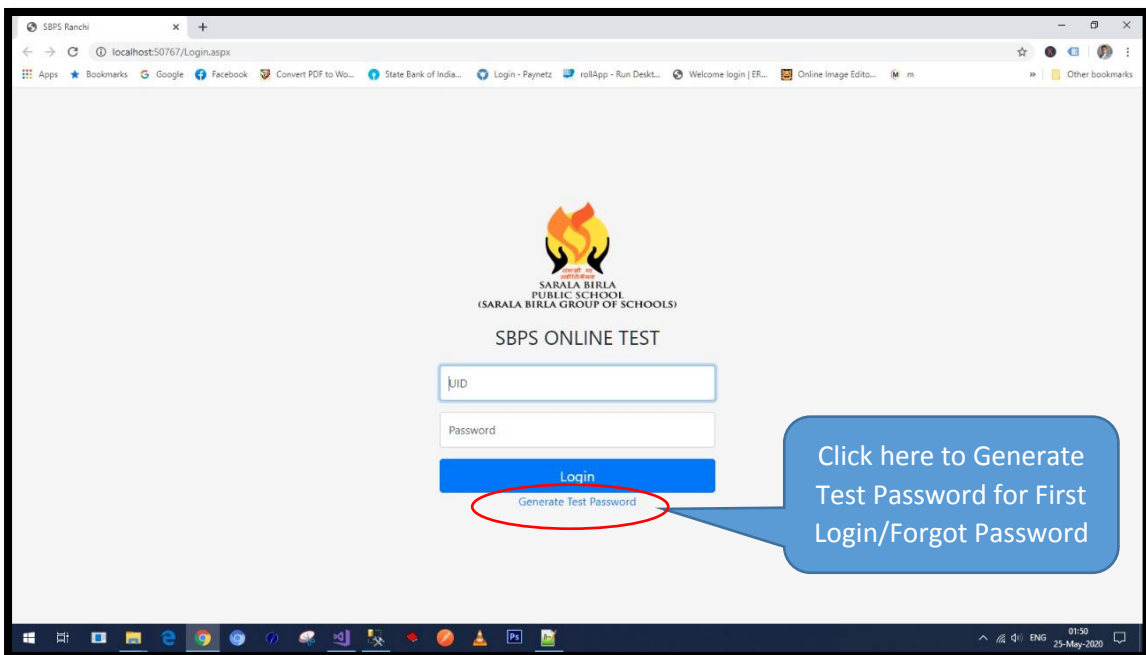 SBPS Ranchi
localhost:50767/Login.aspx
Apps Bookmarks Google Facebook Convert PDF to Wo... State Bank of India... Login - Paynetz rollApp - Run Deskt... Welcome login | ER... Online Image Edito... m » Other bookmarks
SARALA BIRLA
PUBLIC SCHOOL
(SARALA BIRLA GROUP OF SCHOOLS)
SBPS ONLINE TEST
UID
Password
Login
Generate Test Password
Click here to Generate
Test Password for First
Login/Forgot Password
Ps
ENG
01:50
25-May-2020